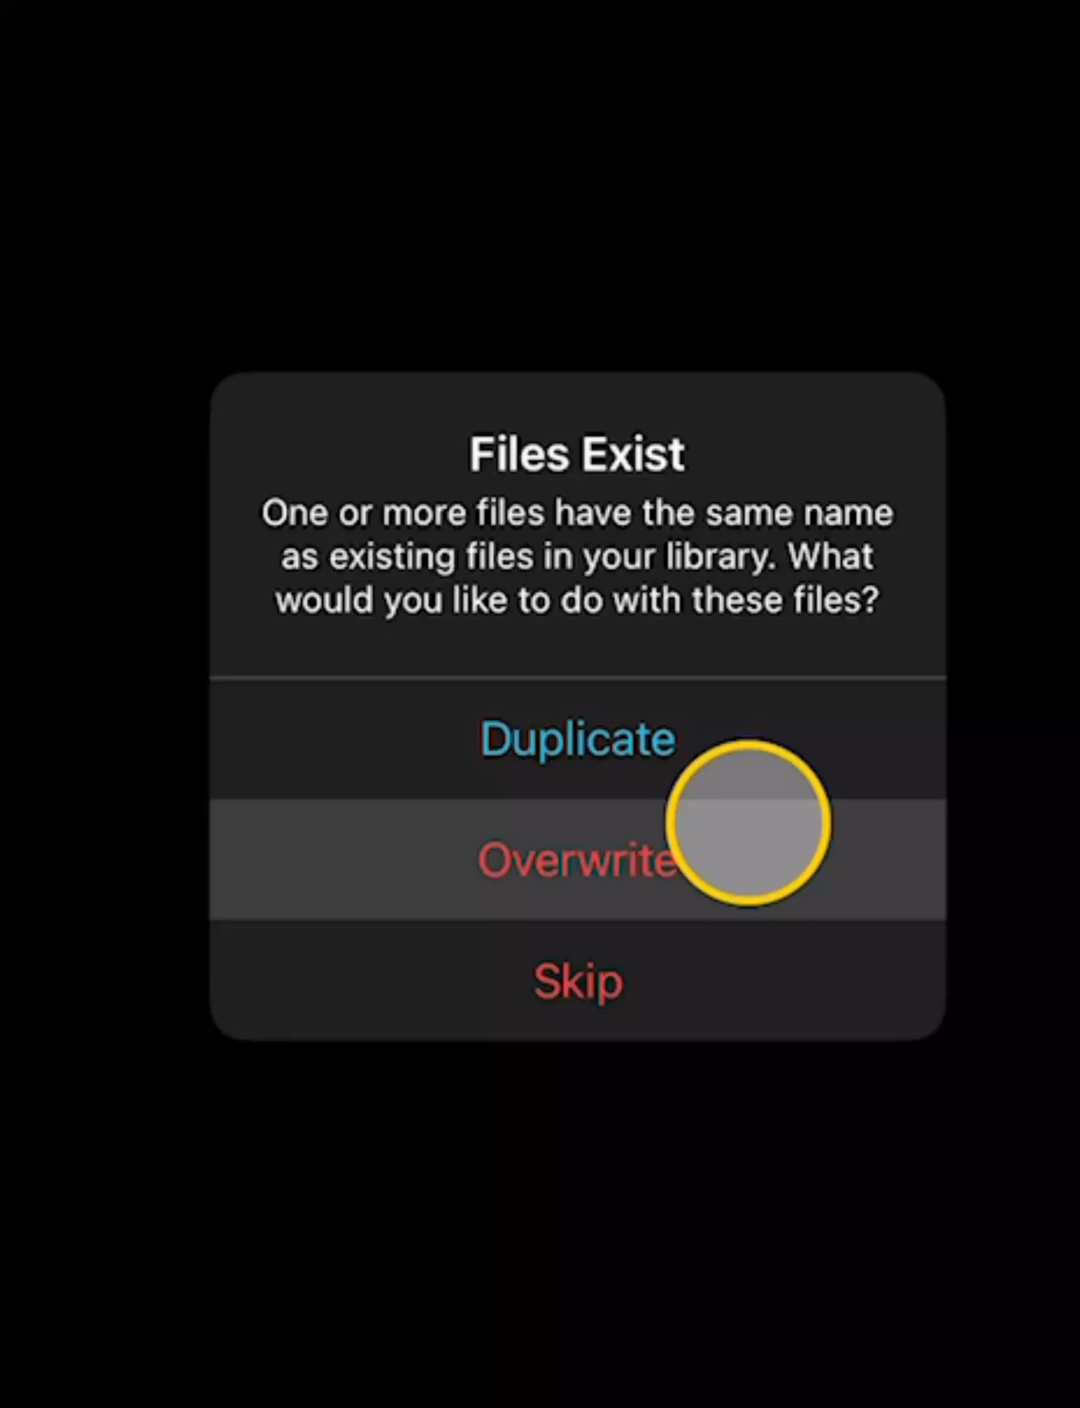 Files Exist
One or more files have the same name
as existing files in your library. What
would you like to do with these files?
Duplicate
Overwrite
Skip